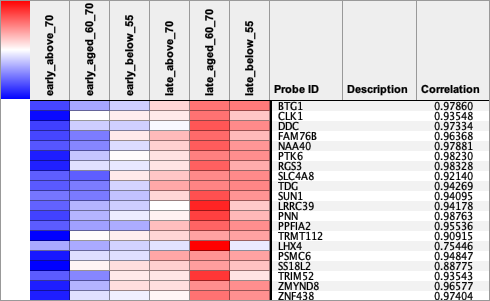 early_above_70
early_aged_60_70
early_below_55
late_above_70
late_aged_60_70
late_below_55
Probe ID Description Correlation
BTG1 0.97860
CLK1 0.93548
DDC 0.97334
FAM76B 0.96368
NAA40 0.97881
PTK6 0.98230
RGS3 0.98328
SLC4A8 0.92140
TDG 0.94269
SUN1 0.94095
LRRC39 0.94178
PNN 0.98763
PPFIA2 0.95536
TRMT112 0.90915
LHX4 0.75446
PSMC6 0.94847
SS18L2 0.88775
TRIM52 0.93543
ZMYND8 0.96577
ZNF438 0.97404